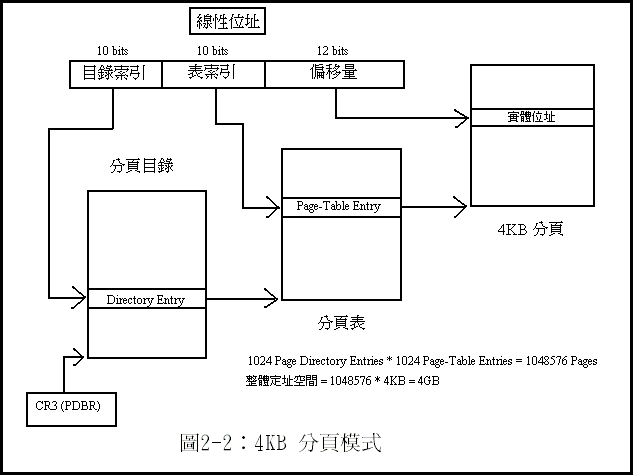 線性位址
10 bits
10 bits
12 bits
目錄索引
表索引
偏移量
實體位址
分頁目錄
Page-Table Entry
4KB 分頁
Directory Entry
分頁表
1024 Page Directory Entries * 1024 Page-Table Entries = 1048576 Pages
整體定址空間 = 1048576 * 4KB = 4GB
CR3 (PDBR)
圖2-2：4KB 分頁模式